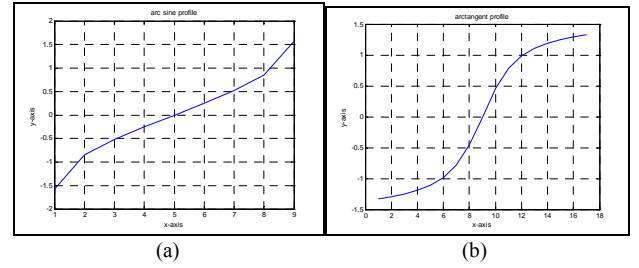 arc sine profile
2
1.5
1
0.5
0
-0.5
-1
-1.5
-2
y-axis
1 2 3 4 5 6 7 8 9
x-axis
(a)
arctangent profile
1.5
1
0.5
0
-0.5
-1
-1.5
y-axis
0 2 4 6 8 10 12 14 16 18
x-axis
(b)